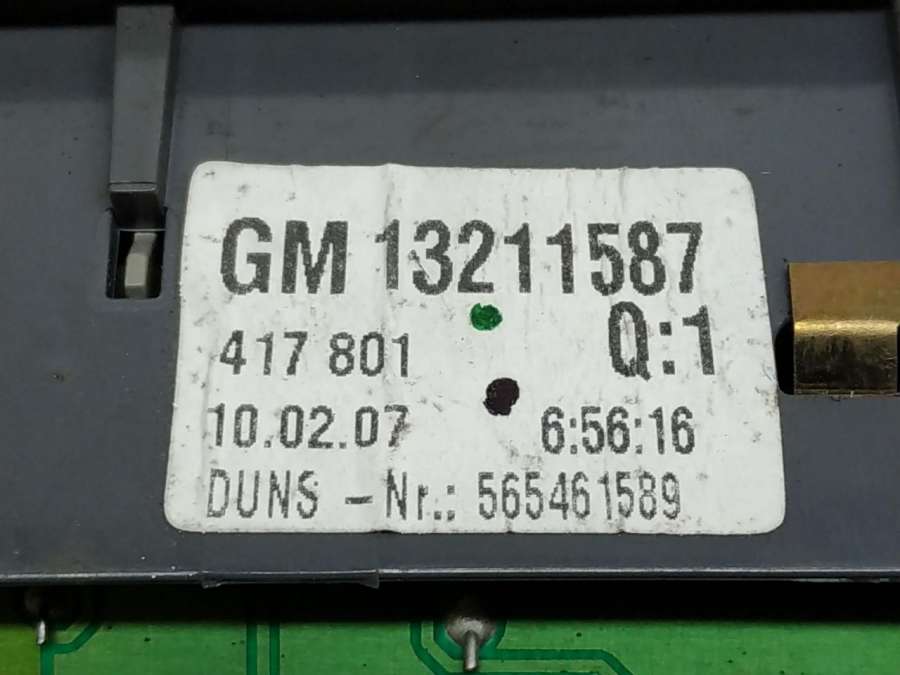 GM 13211587
417 801 Q:1
10.02.07 6:56:16
DUNS - Nr.: 565461589